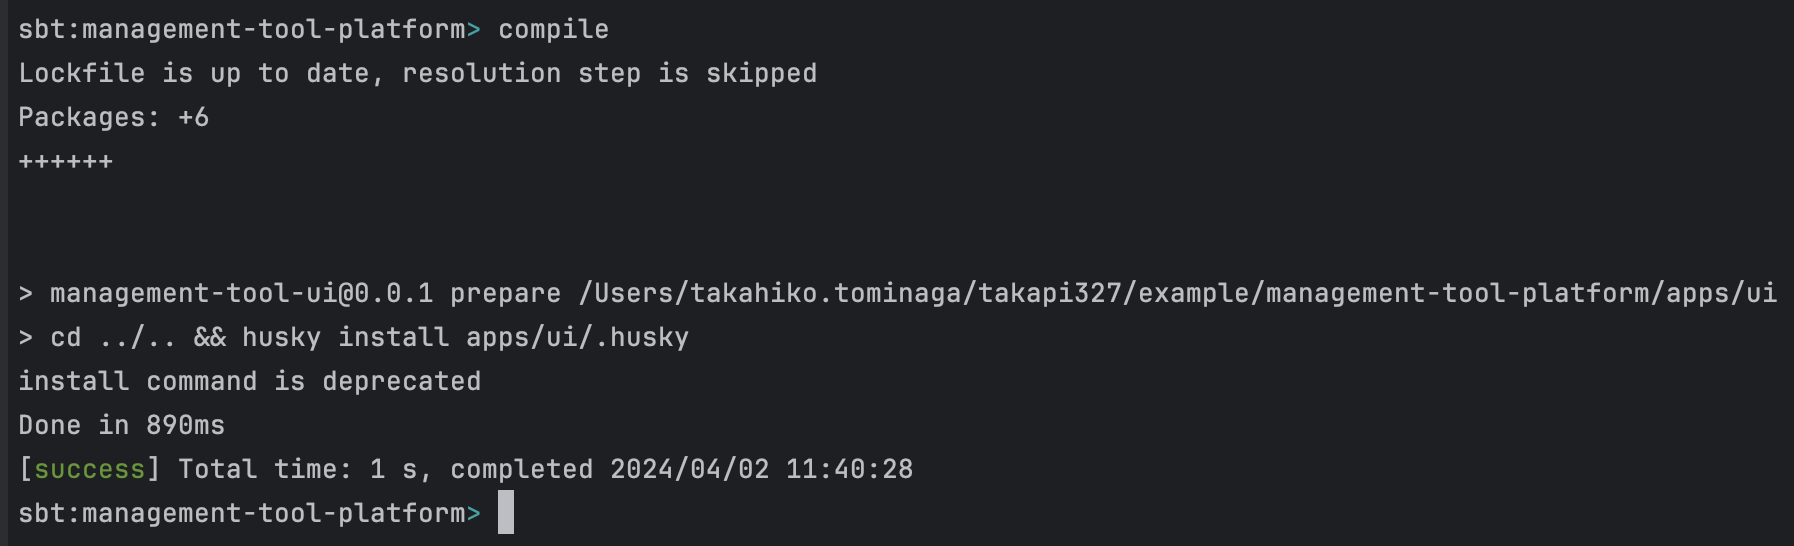 sbt:management-tool-platform> compile
Lockfile is up to date, resolution step is skipped
Packages: +6
++++++
> management-tool-ui@0.0.1 prepare /Users/takahiko.tominaga/takapi327/example/management-tool-platform/apps/ui
> cd ../.. && husky install apps/ui/.husky
install command is deprecated
Done in 890ms
[success] Total time: 1 s, completed 2024/04/02 11:40:28
sbt:management-tool-platform>